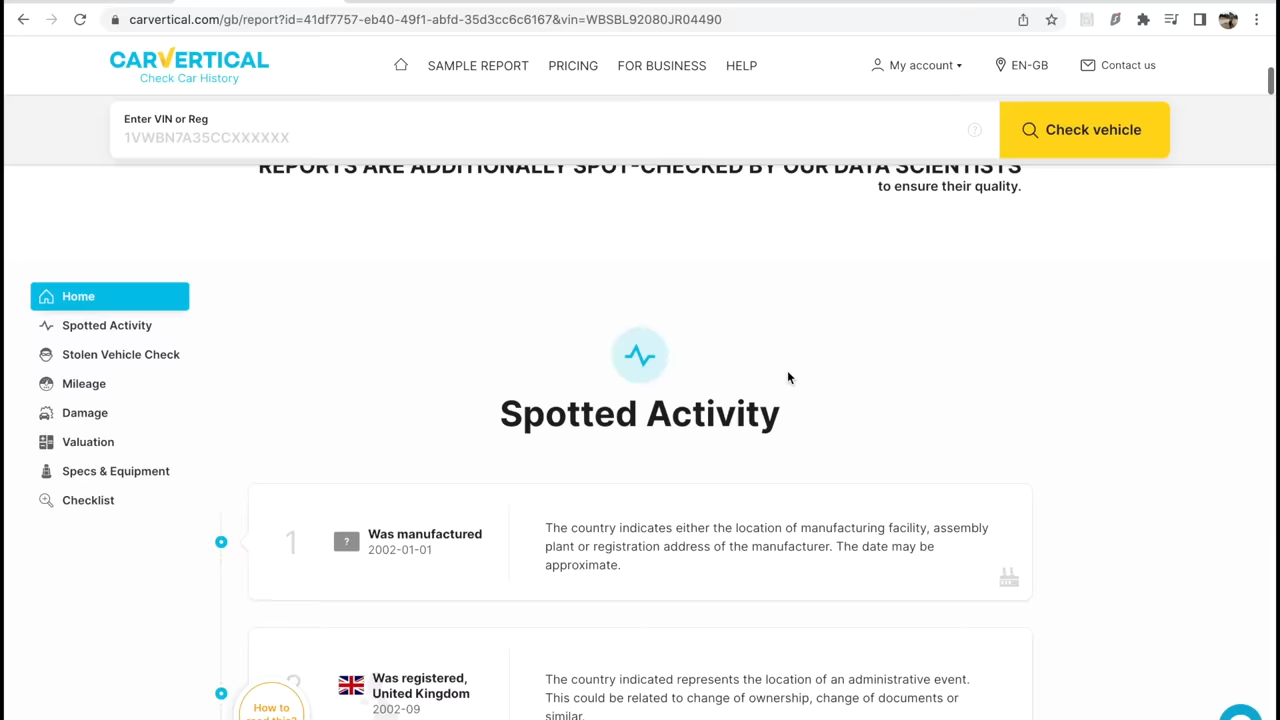 carvertical.com/gb/report?id=41df7757-eb40-49f1-abfd-35d3cc6c6167&vin=WBSBL92080JR04490
CARVERTICAL
Check Car History
SAMPLE REPORT
PRICING
FOR BUSINESS
HELP
My account
EN-GB
Contact us
Enter VIN or Reg
1VWBN7A35CCXXXXXX
?
Check vehicle
REPORTS ARE ADDITIONALLY SPOT-CHECKED BY OUR DATA SCIENTISTS
to ensure their quality.
Home
Spotted Activity
Stolen Vehicle Check
Mileage
Damage
Valuation
Specs & Equipment
Checklist
Spotted Activity
1
?
Was manufactured
2002-01-01
The country indicates either the location of manufacturing facility, assembly
plant or registration address of the manufacturer. The date may be
approximate.
2
Was registered,
United Kingdom
2002-09
The country indicated represents the location of an administrative event.
This could be related to change of ownership, change of documents or
similar.
How to
read this?